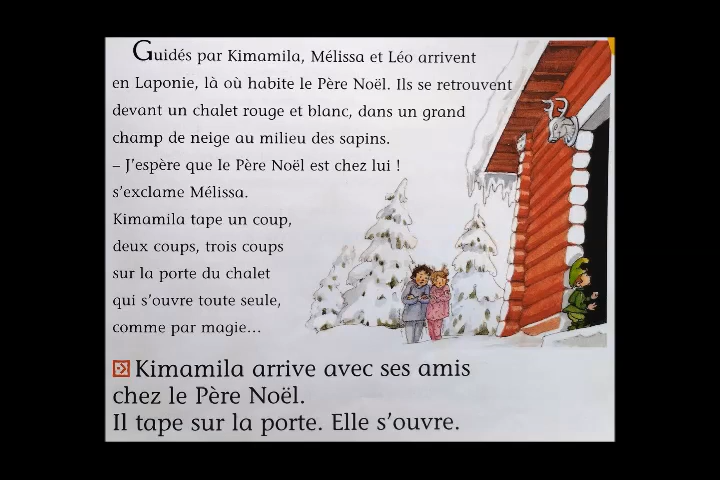 Guidés par Kimamila, Mélissa et Léo arrivent
en Laponie, là où habite le Père Noël. Ils se retrouvent
devant un chalet rouge et blanc, dans un grand
champ de neige au milieu des sapins.
– J’espère que le Père Noël est chez lui !
s’exclame Mélissa.
Kimamila tape un coup,
deux coups, trois coups
sur la porte du chalet
qui s’ouvre toute seule,
comme par magie…
Kimamila arrive avec ses amis
chez le Père Noël.
Il tape sur la porte. Elle s’ouvre.